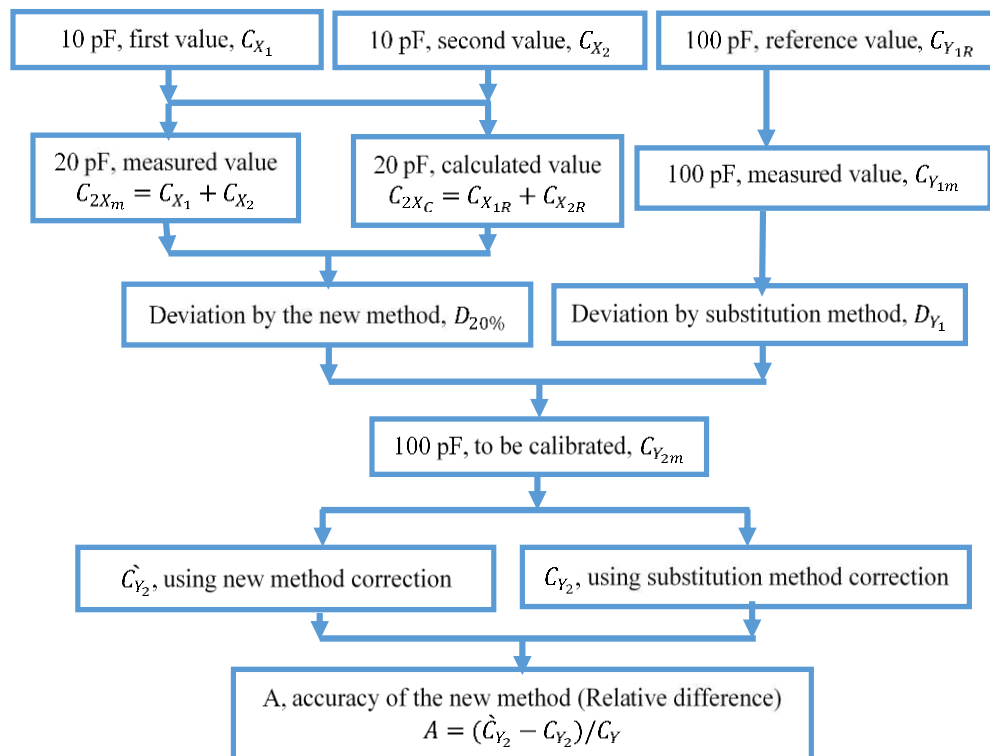 10 pF, first value, C_{X_1}
10 pF, second value, C_{X_2}
100 pF, reference value, C_{Y_{1R}}
20 pF, measured value
C_{2X_m} = C_{X_1} + C_{X_2}
20 pF, calculated value
C_{2X_C} = C_{X_{1R}} + C_{X_{2R}}
100 pF, measured value, C_{Y_{1m}}
Deviation by the new method, D_{20%}
Deviation by substitution method, D_{Y_1}
100 pF, to be calibrated, C_{Y_{2m}}
C̀_{Y_2}, using new method correction
C_{Y_2}, using substitution method correction
A, accuracy of the new method (Relative difference)
A = (C̀_{Y_2} − C_{Y_2})/C_Y